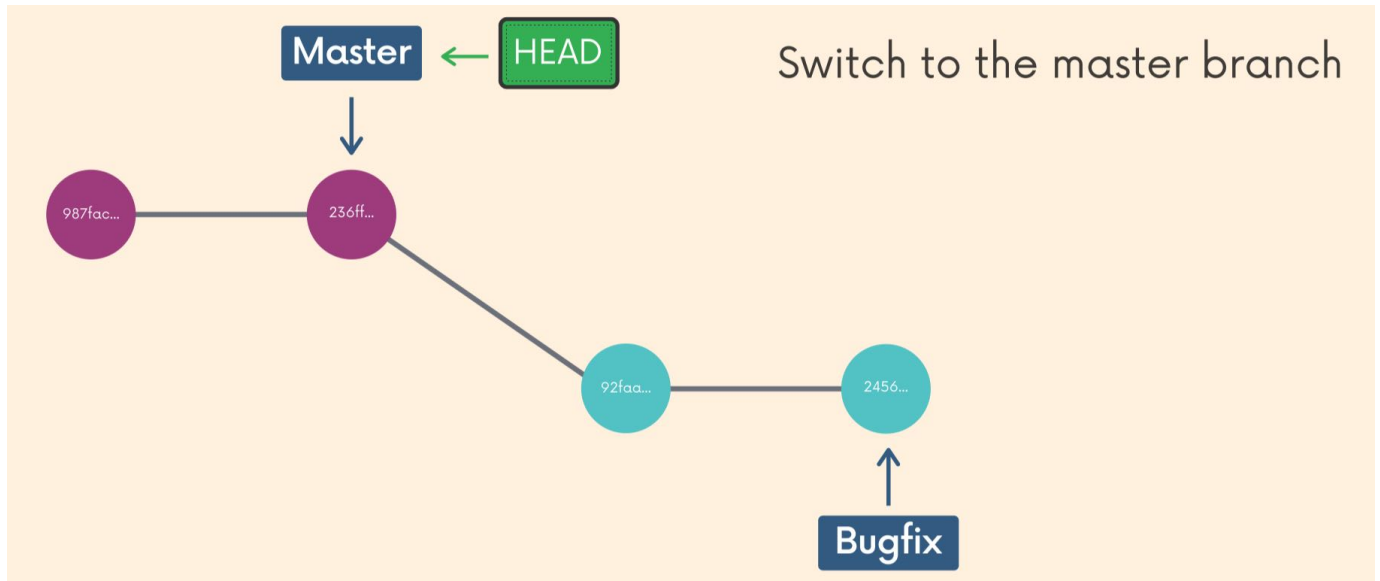 Master
HEAD
Switch to the master branch
987fac...
236ff...
92faa...
2456...
Bugfix